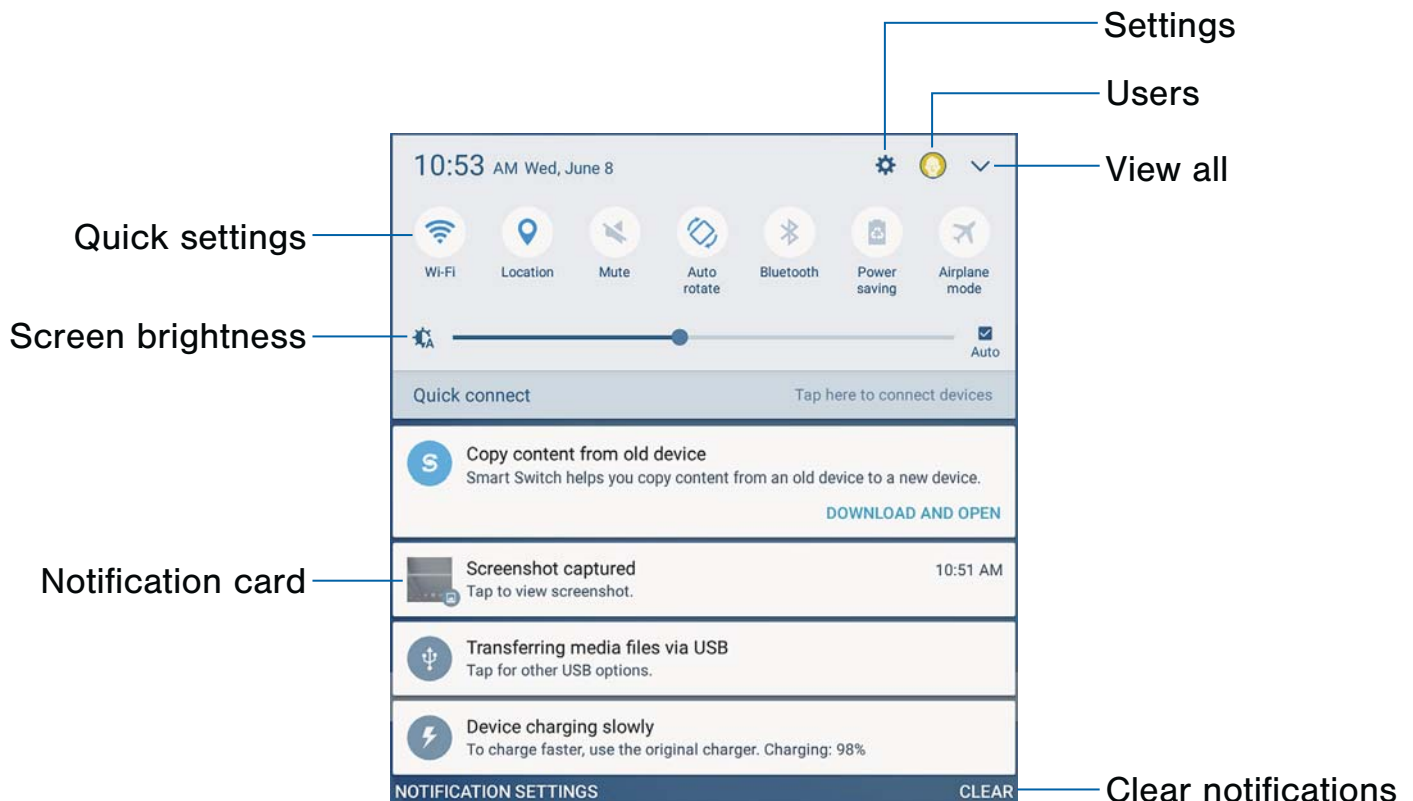 Settings
Users
10:53 AM Wed, June 8
View all
Quick settings
Wi-Fi
Location
Mute
Auto
rotate
Bluetooth
Power
saving
Airplane
mode
Screen brightness
A
Auto
Quick connect
Tap here to connect devices
S
Copy content from old device
Smart Switch helps you copy content from an old device to a new device.
DOWNLOAD AND OPEN
Notification card
Screenshot captured
10:51 AM
Tap to view screenshot.
Transferring media files via USB
Tap for other USB options.
Device charging slowly
To charge faster, use the original charger. Charging: 98%
NOTIFICATION SETTINGS
CLEAR
Clear notifications